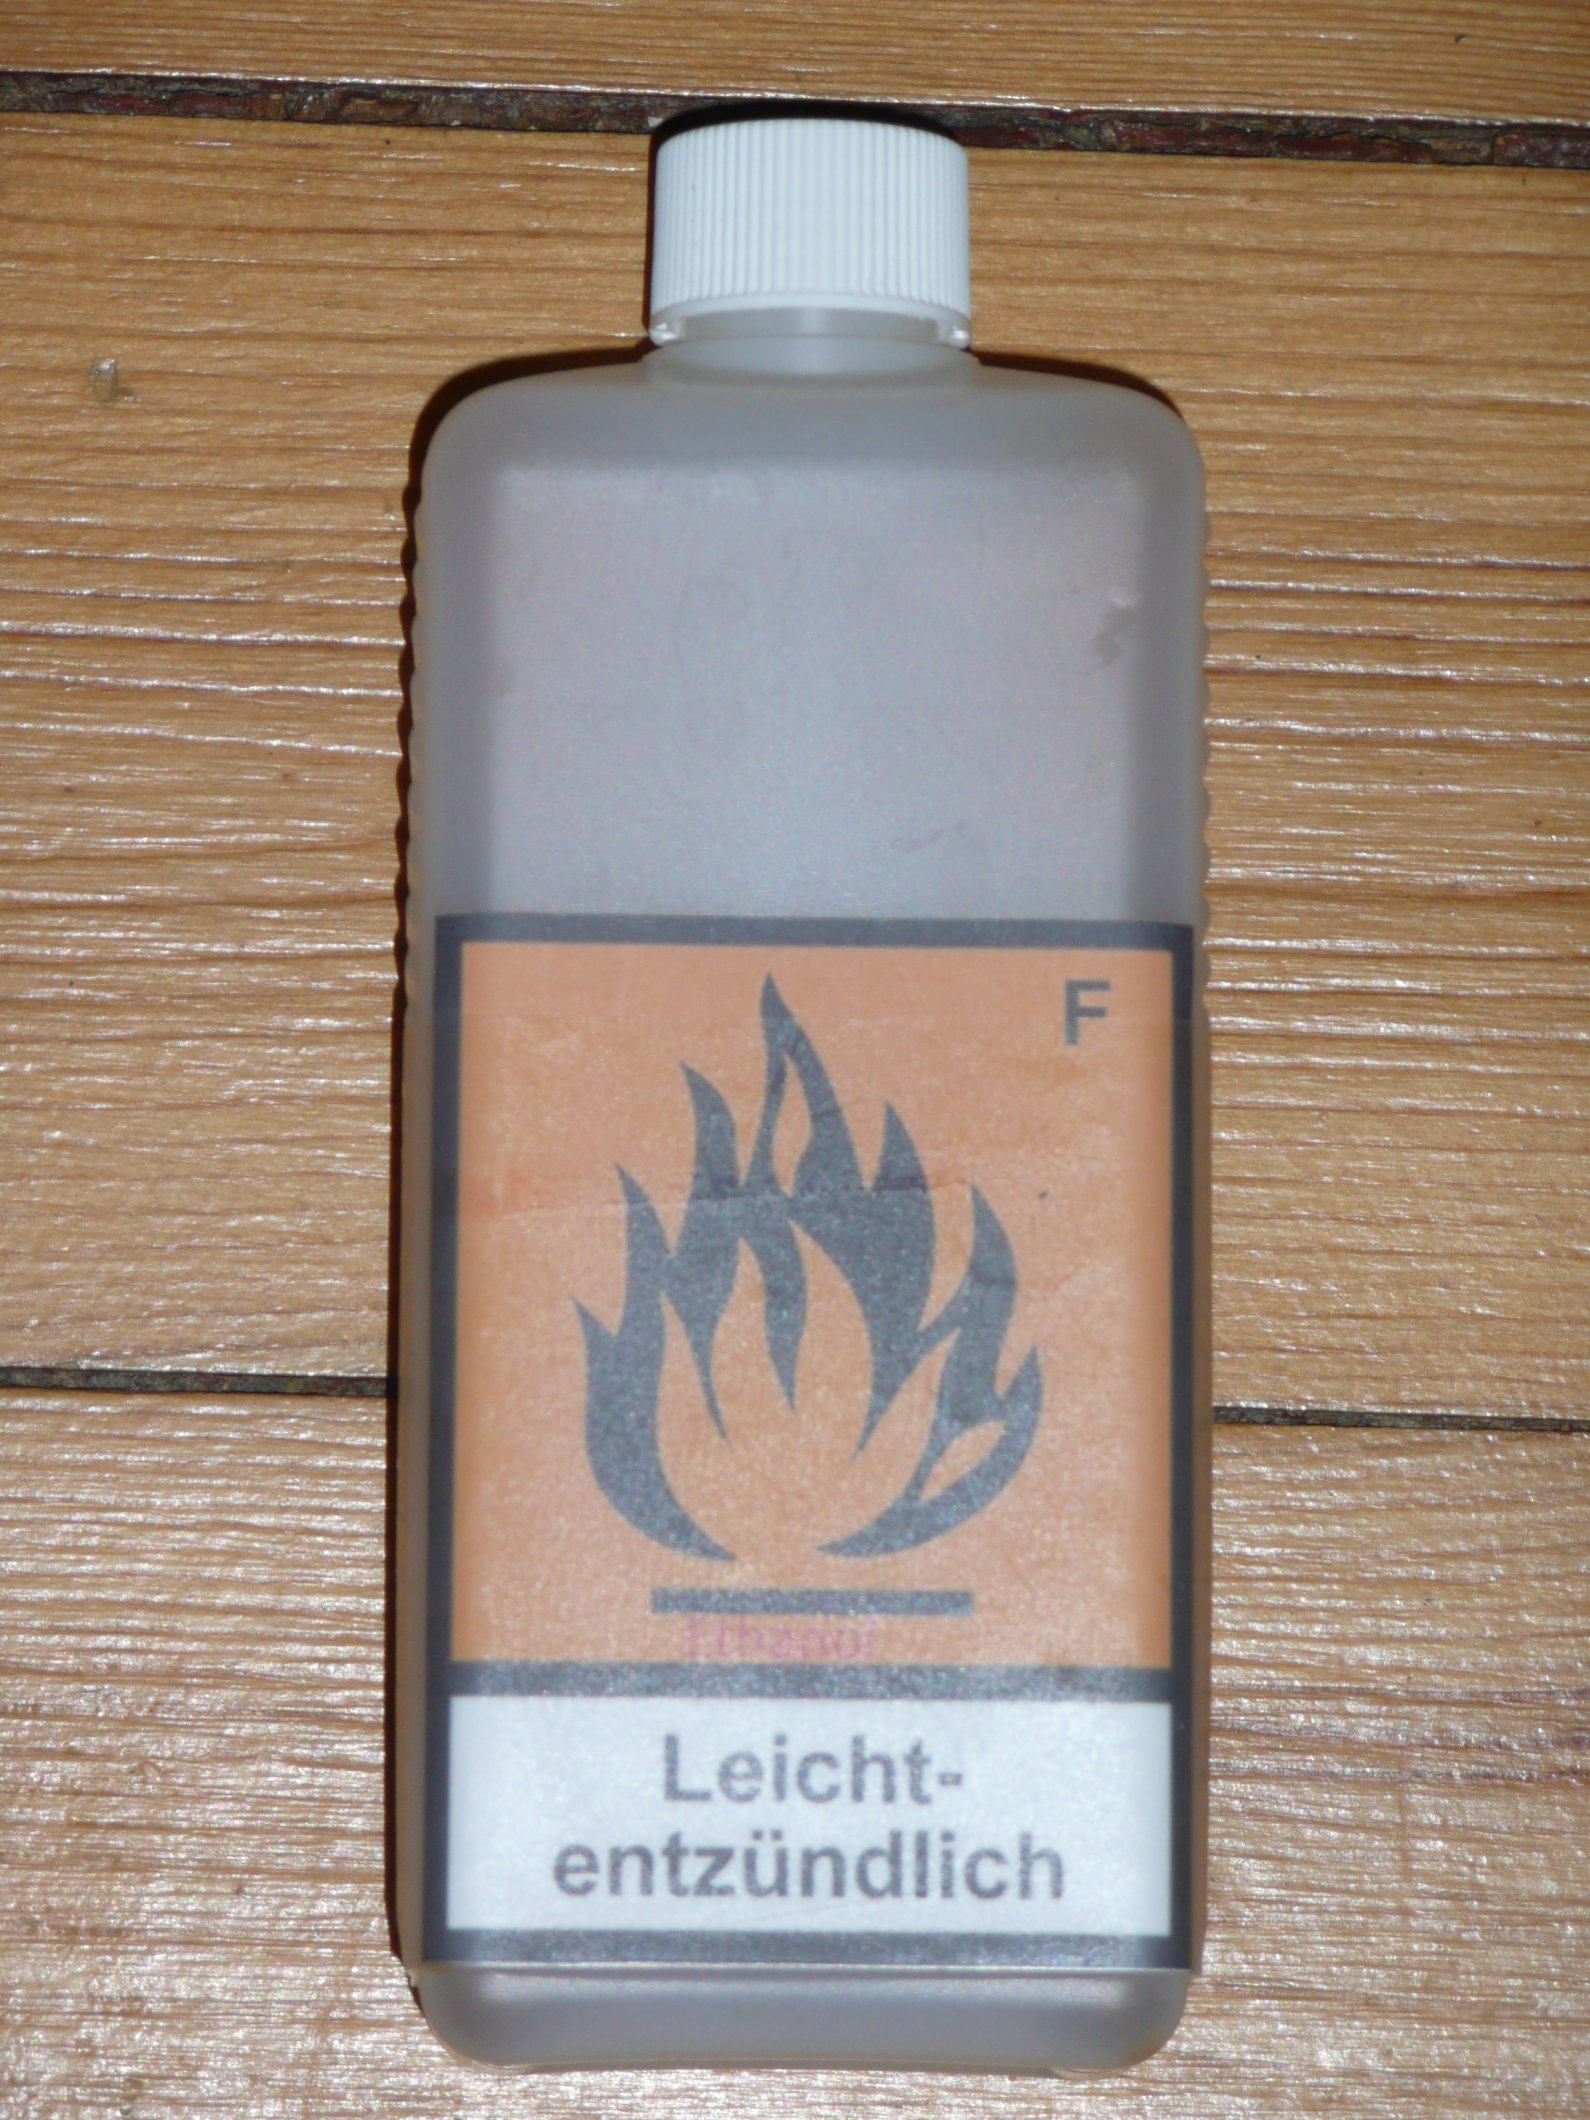 F
Ethanol
Leicht-
entzündlich